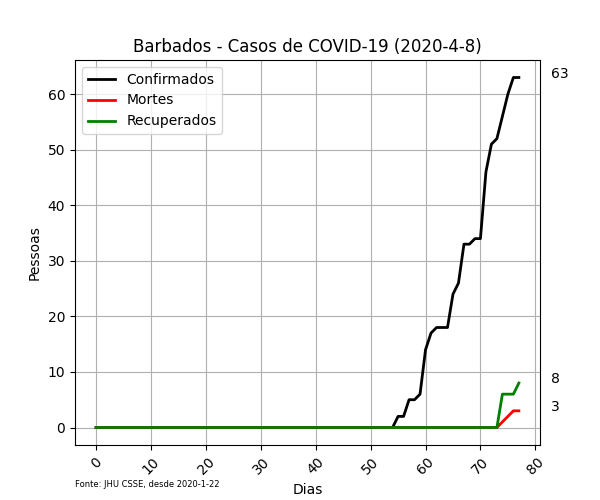 Barbados - Casos de COVID-19 (2020-4-8)
Confirmados
Mortes
Recuperados
63
8
3
Pessoas
60
50
40
30
20
10
0
0 10 20 30 40 50 60 70 80
Fonte: JHU CSSE, desde 2020-1-22
Dias